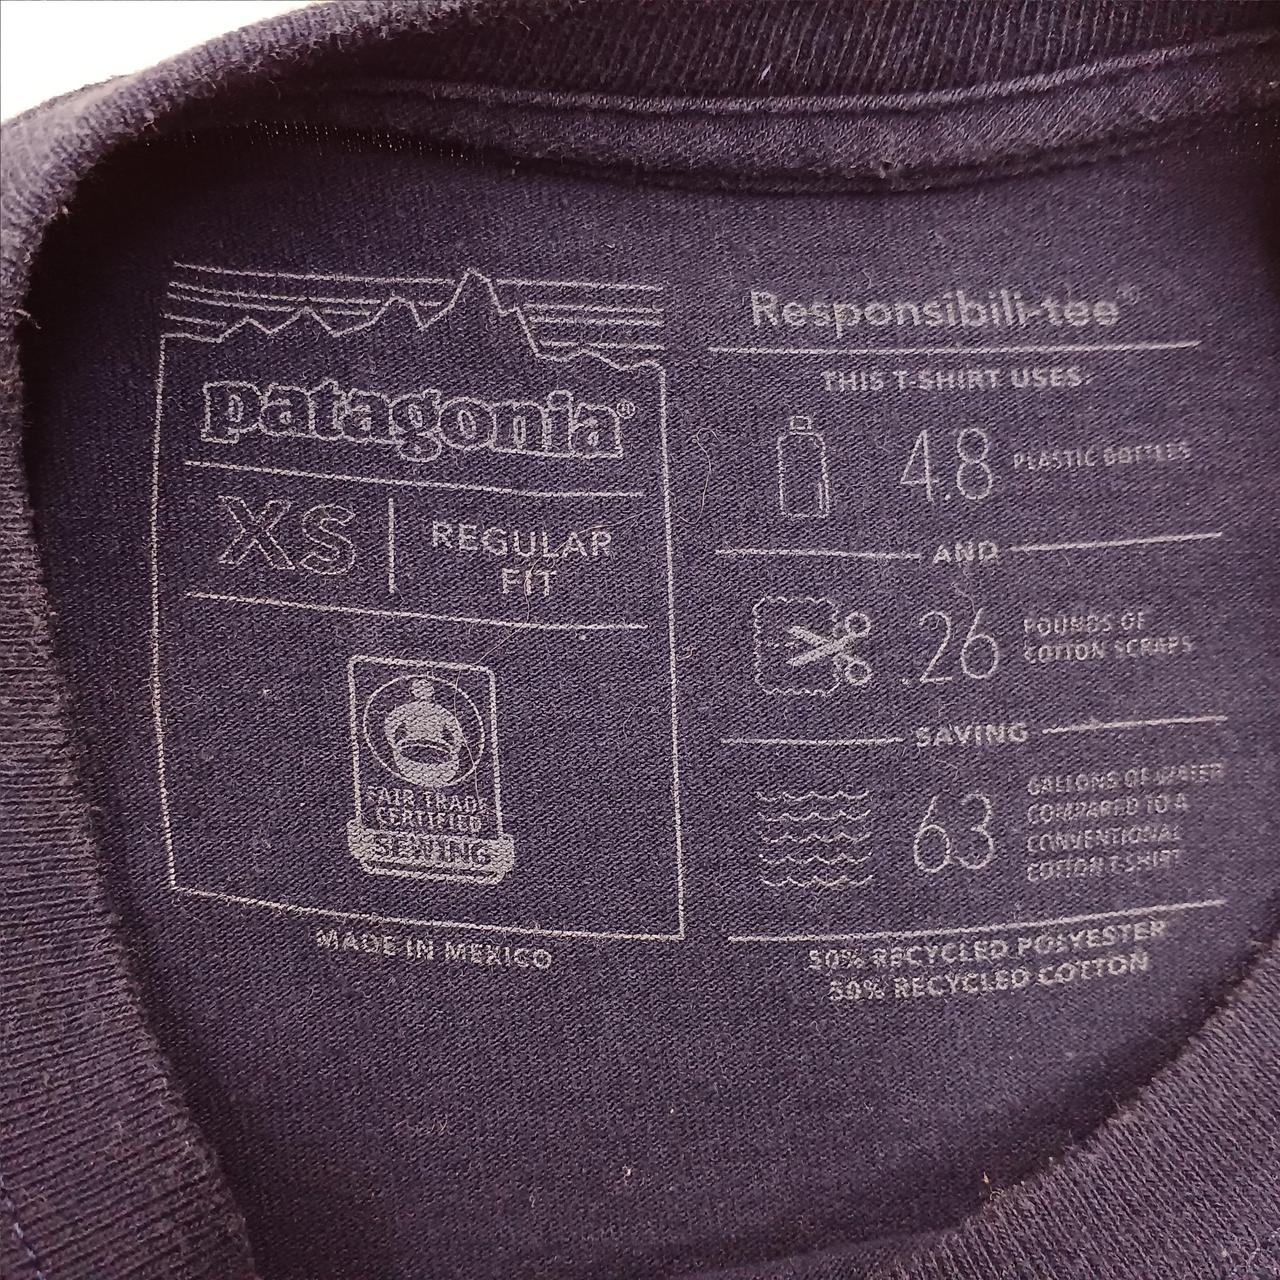 patagonia®
XS
REGULAR
FIT
FAIR TRADE
CERTIFIED
SEWING
MADE IN MEXICO
Responsibili-tee®
THIS T-SHIRT USES:
4.8 PLASTIC BOTTLES
AND
.26
POUNDS OF
COTTON SCRAPS
SAVING
63
GALLONS OF WATER
COMPARED TO A
CONVENTIONAL
COTTON T-SHIRT
50% RECYCLED POLYESTER
50% RECYCLED COTTON